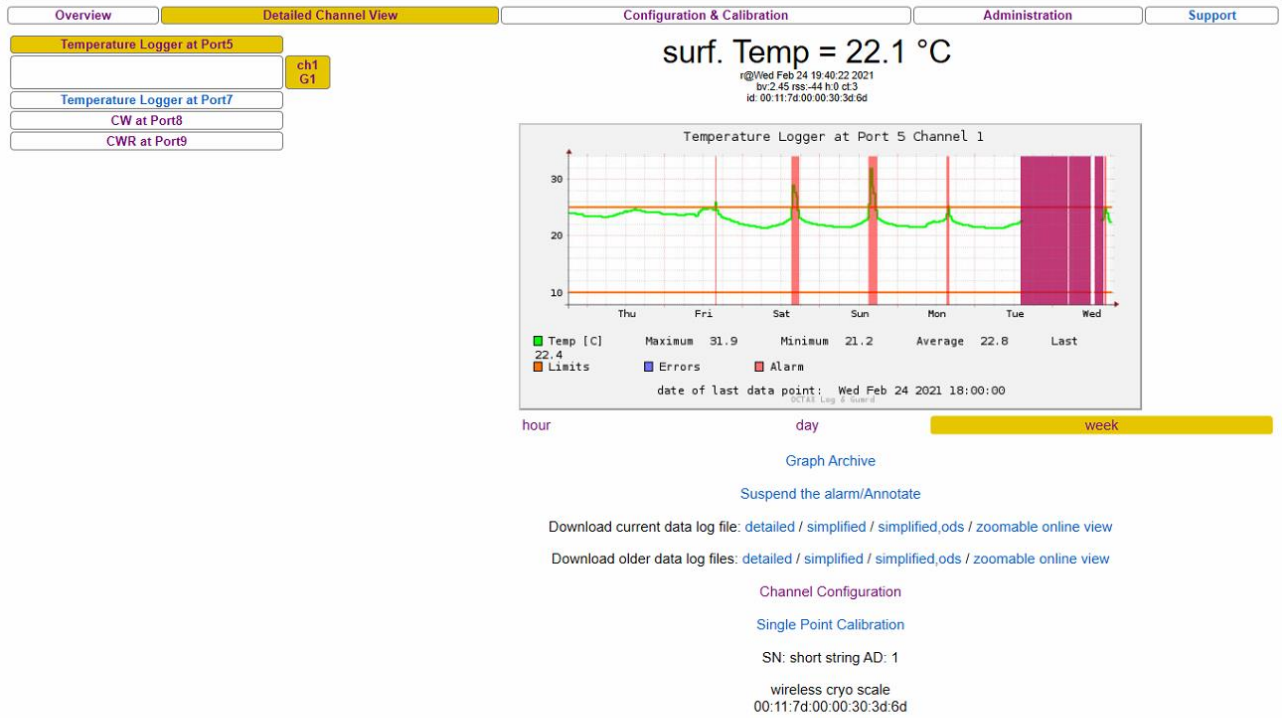 Overview Detailed Channel View Configuration & Calibration Administration Support
Temperature Logger at Port5
ch1
G1
Temperature Logger at Port7
CW at Port8
CWR at Port9
surf. Temp = 22.1 °C
r@Wed Feb 24 19:40:22 2021
bv:2.45 rss:-44 h:0 ct:3
id: 00:11:7d:00:00:30:3d:6d
Temperature Logger at Port 5 Channel 1
30
20
10
Thu Fri Sat Sun Mon Tue Wed
Temp [C] Maximum 31.9 Minimum 21.2 Average 22.8 Last
22.4
Limits Errors Alarm
date of last data point: Wed Feb 24 2021 18:00:00
OCTAX Log & Guard
hour day week
Graph Archive
Suspend the alarm/Annotate
Download current data log file: detailed / simplified / simplified,ods / zoomable online view
Download older data log files: detailed / simplified / simplified,ods / zoomable online view
Channel Configuration
Single Point Calibration
SN: short string AD: 1
wireless cryo scale
00:11:7d:00:00:30:3d:6d